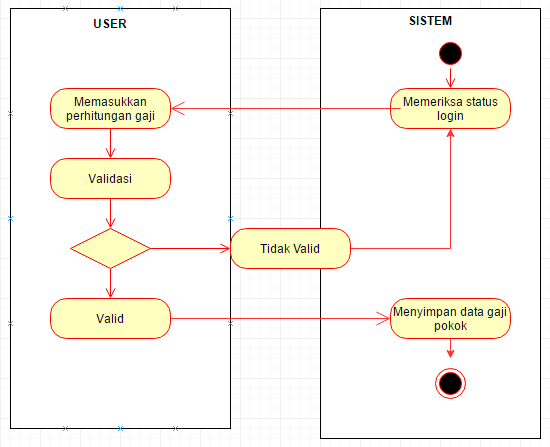 USER
SISTEM
Memasukkan
perhitungan gaji
Memeriksa status
login
Validasi
Tidak Valid
Valid
Menyimpan data gaji
pokok